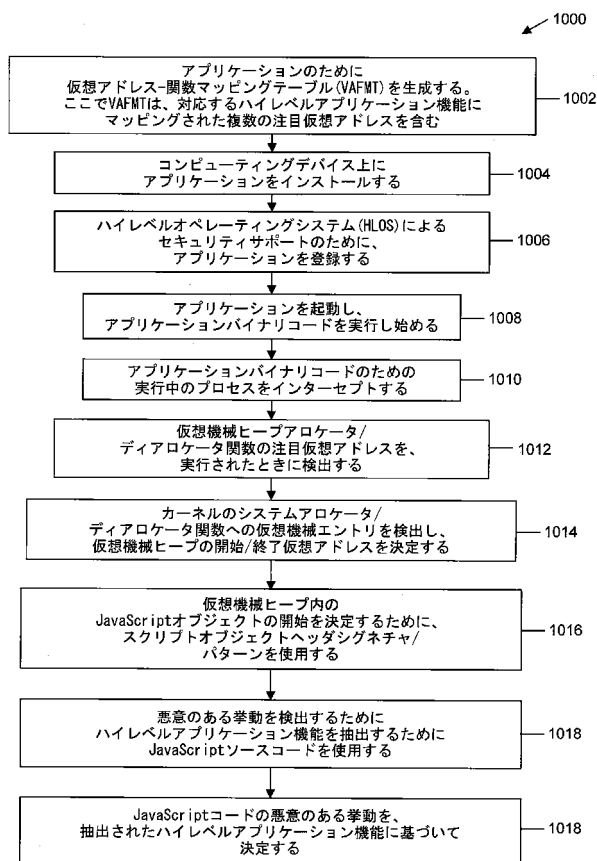 1000
アプリケーションのために
仮想アドレス-関数マッピングテーブル(VAFMT)を生成する。
ここでVAFMTは、対応するハイレベルアプリケーション機能に
マッピングされた複数の注目仮想アドレスを含む
1002
コンピューティングデバイス上に
アプリケーションをインストールする
1004
ハイレベルオペレーティングシステム(HLOS)による
セキュリティサポートのために、
アプリケーションを登録する
1006
アプリケーションを起動し、
アプリケーションバイナリコードを実行し始める
1008
アプリケーションバイナリコードのための
実行中のプロセスをインターセプトする
1010
仮想機械ヒープアロケータ/
ディアロケータ関数の注目仮想アドレスを、
実行されたときに検出する
1012
カーネルのシステムアロケータ/
ディアロケータ関数への仮想機械エントリを検出し、
仮想機械ヒープの開始/終了仮想アドレスを決定する
1014
仮想機械ヒープ内の
JavaScriptオブジェクトの開始を決定するために、
スクリプトオブジェクトヘッダシグネチャ/
パターンを使用する
1016
悪意のある挙動を検出するために
ハイレベルアプリケーション機能を抽出するために
JavaScriptソースコードを使用する
1018
JavaScriptコードの悪意のある挙動を、
抽出されたハイレベルアプリケーション機能に基づいて
決定する
1018